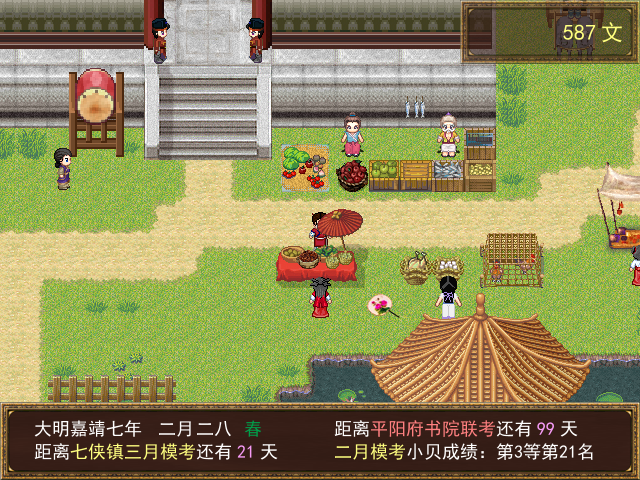 587 文
大明嘉靖七年 二月二八 春
距离平阳府书院联考还有 99 天
距离七侠镇三月模考还有 21 天
二月模考小贝成绩：第3等第21名